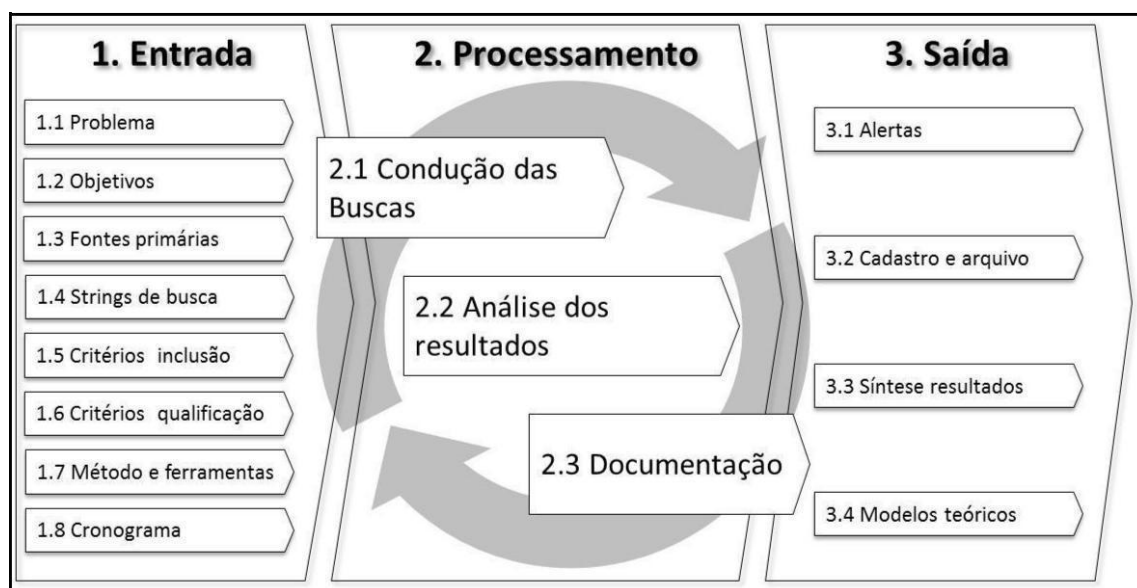 1. Entrada
1.1 Problema
1.2 Objetivos
1.3 Fontes primárias
1.4 Strings de busca
1.5 Critérios inclusão
1.6 Critérios qualificação
1.7 Método e ferramentas
1.8 Cronograma
2. Processamento
2.1 Condução das
Buscas
2.2 Análise dos
resultados
2.3 Documentação
3. Saída
3.1 Alertas
3.2 Cadastro e arquivo
3.3 Síntese resultados
3.4 Modelos teóricos